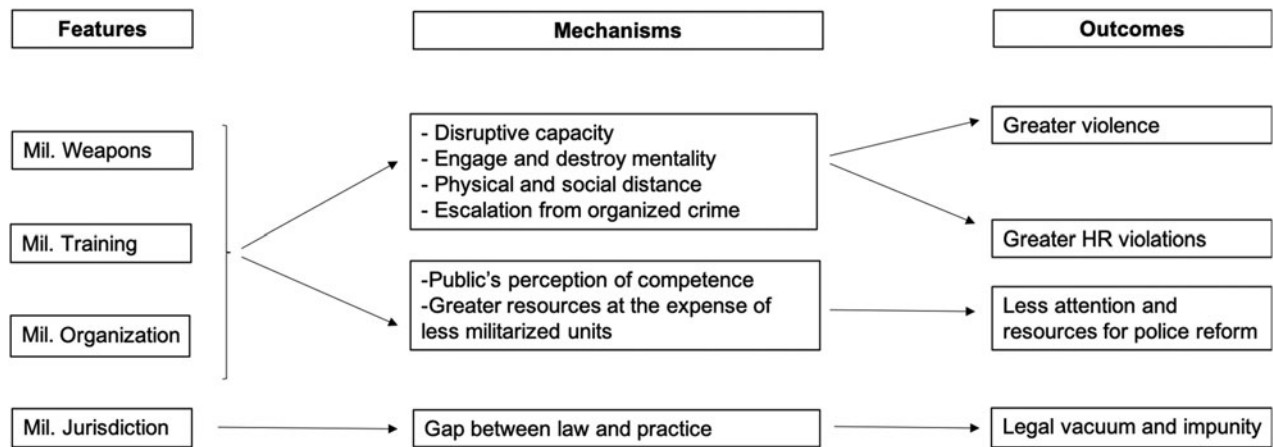 Features
Mechanisms
Outcomes
Mil. Weapons
Mil. Training
Mil. Organization
Mil. Jurisdiction
- Disruptive capacity
- Engage and destroy mentality
- Physical and social distance
- Escalation from organized crime
-Public's perception of competence
-Greater resources at the expense of
less militarized units
Gap between law and practice
Greater violence
Greater HR violations
Less attention and
resources for police reform
Legal vacuum and impunity